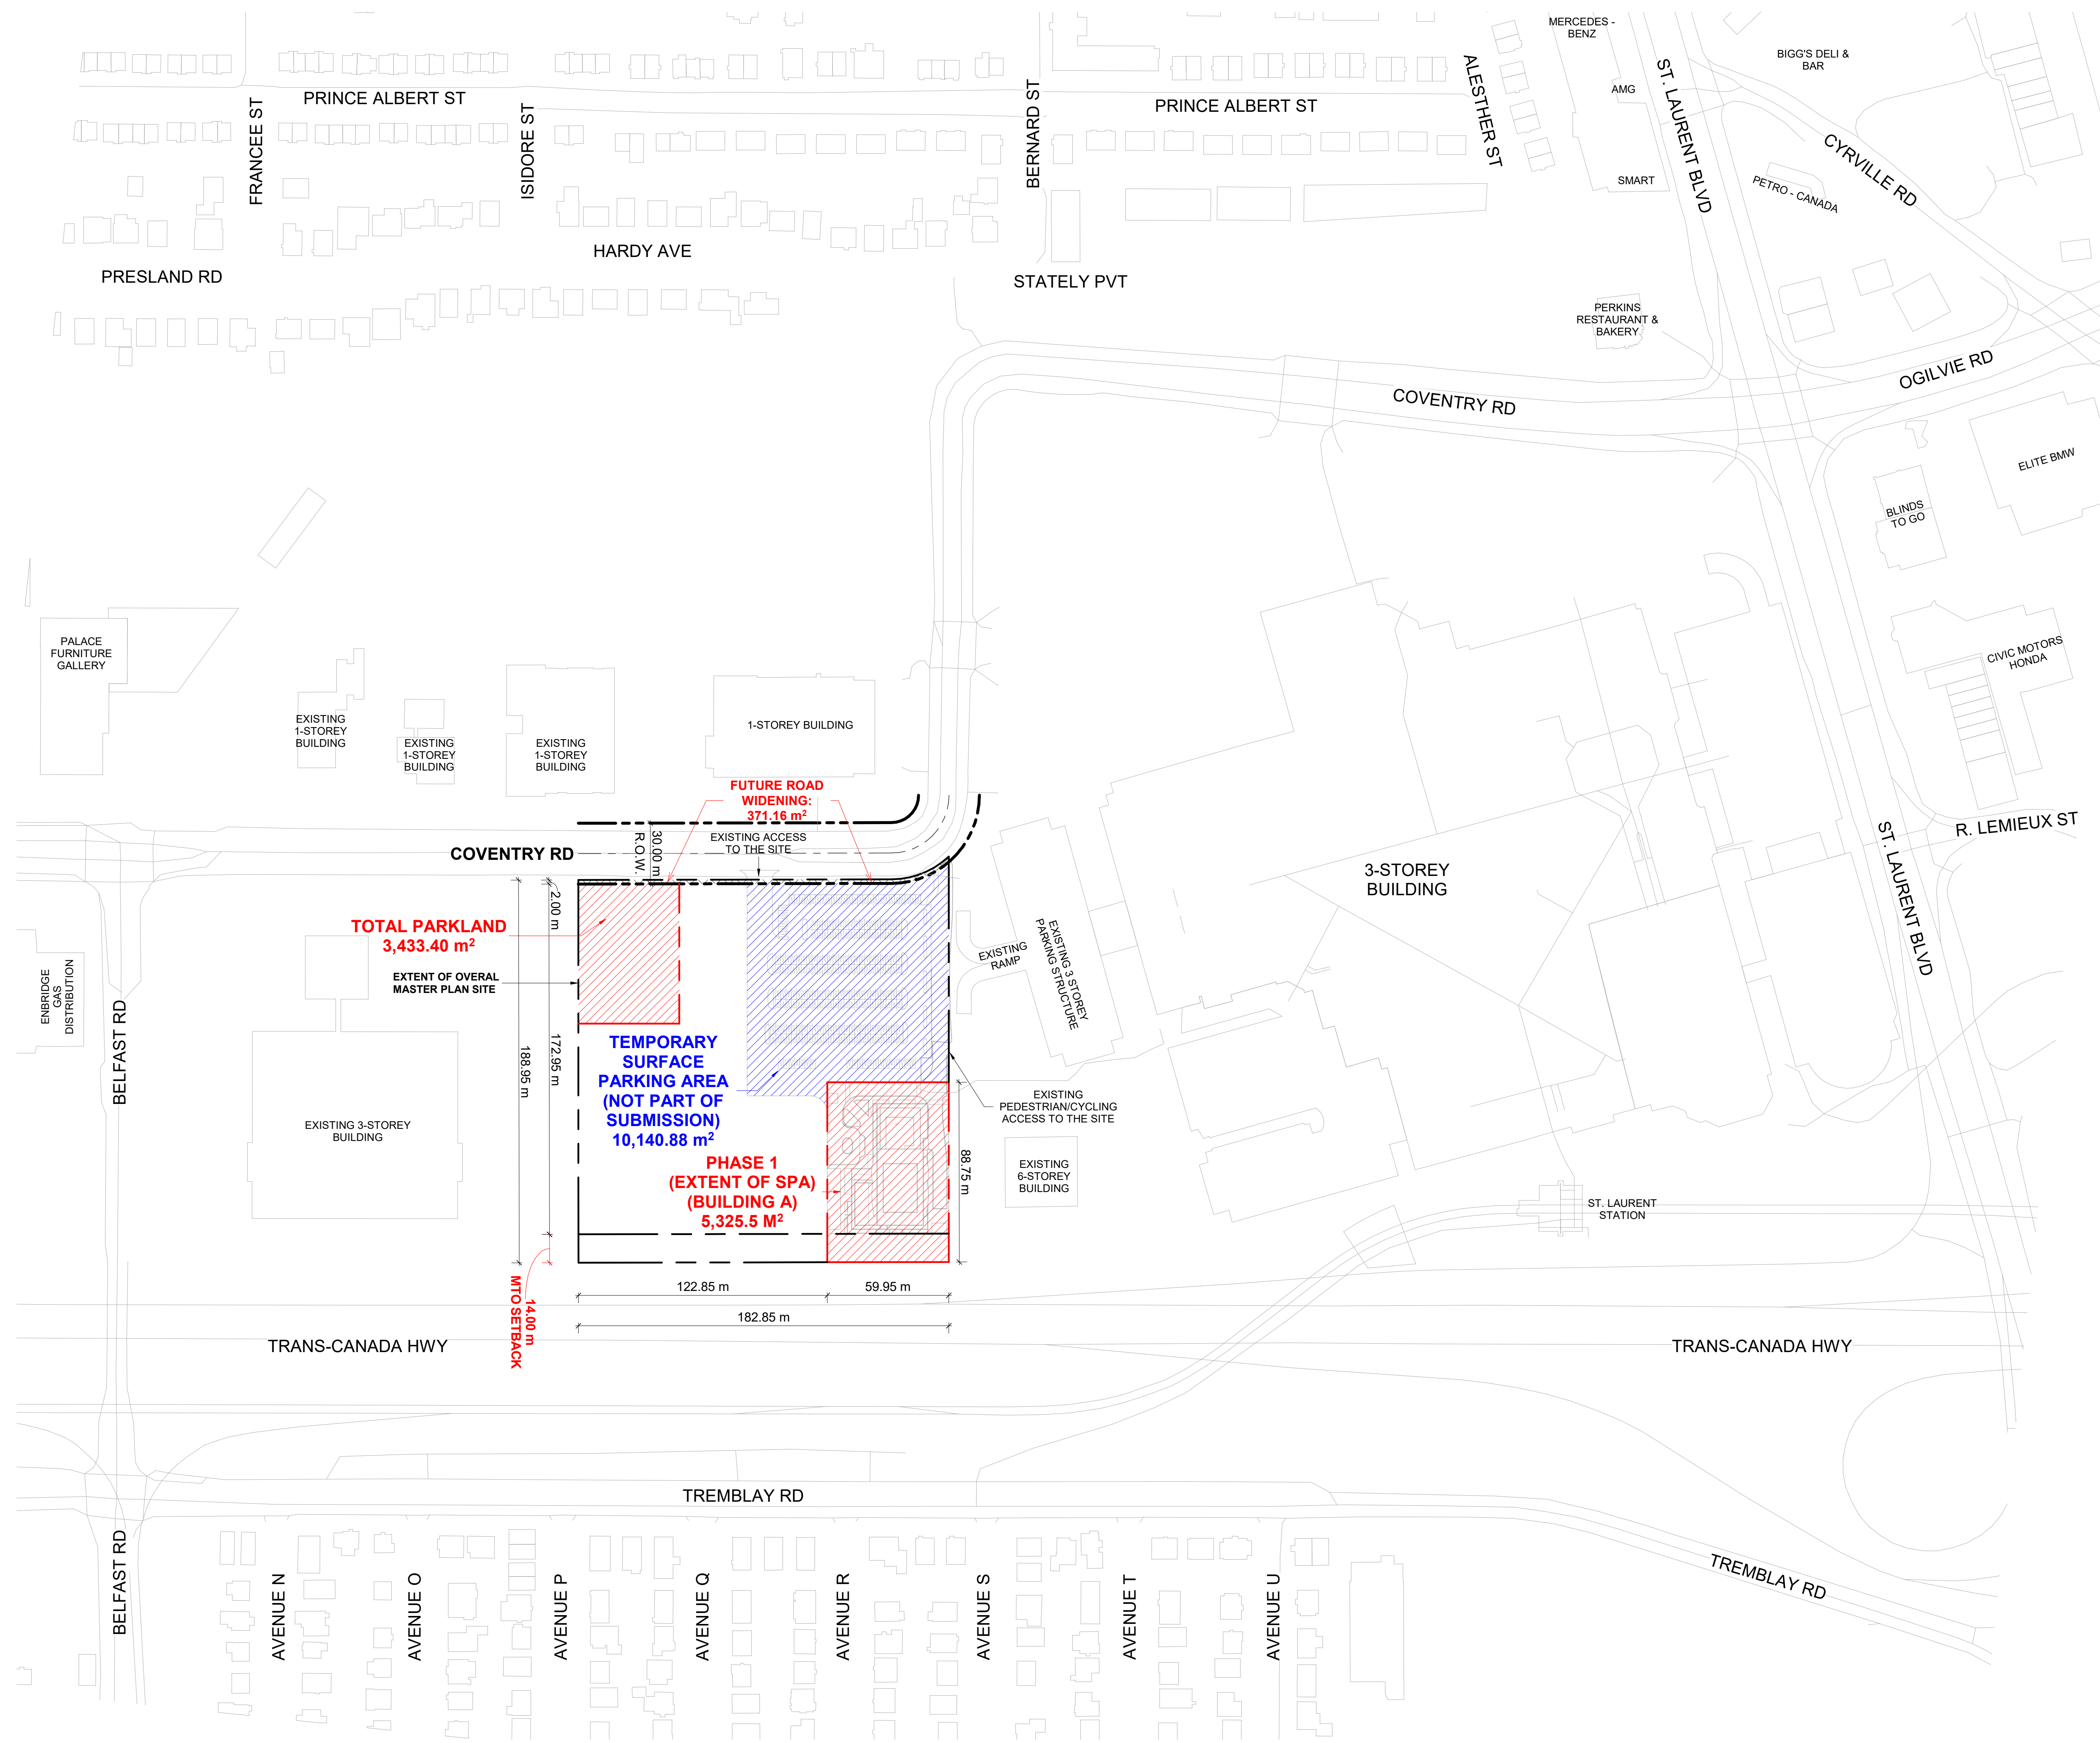 MERCEDES -
BENZ
BIGG'S DELI &
BAR
AMG
PRINCE ALBERT ST
PRINCE ALBERT ST
FRANCEE ST
ISIDORE ST
BERNARD ST
ALESTHER ST
ST. LAURENT BLVD
CYRVILLE RD
SMART
PETRO - CANADA
HARDY AVE
PRESLAND RD
STATELY PVT
PERKINS
RESTAURANT &
BAKERY
OGILVIE RD
COVENTRY RD
ELITE BMW
BLINDS
TO GO
PALACE
FURNITURE
GALLERY
CIVIC MOTORS
HONDA
EXISTING
1-STOREY
BUILDING
EXISTING
1-STOREY
BUILDING
EXISTING
1-STOREY
BUILDING
1-STOREY BUILDING
FUTURE ROAD
WIDENING:
371.16 m²
30.00 m
R.O.W.
EXISTING ACCESS
TO THE SITE
COVENTRY RD
R. LEMIEUX ST
ST. LAURENT BLVD
3-STOREY
BUILDING
2.00 m
TOTAL PARKLAND
3,433.40 m²
EXTENT OF OVERAL
MASTER PLAN SITE
EXISTING
RAMP
EXISTING 3 STOREY
PARKING STRUCTURE
ENBRIDGE
GAS
DISTRIBUTION
BELFAST RD
188.95 m
172.95 m
TEMPORARY
SURFACE
PARKING AREA
(NOT PART OF
SUBMISSION)
10,140.88 m²
EXISTING
PEDESTRIAN/CYCLING
ACCESS TO THE SITE
EXISTING 3-STOREY
BUILDING
PHASE 1
(EXTENT OF SPA)
(BUILDING A)
5,325.5 M²
88.75 m
EXISTING
6-STOREY
BUILDING
ST. LAURENT
STATION
122.85 m
59.95 m
182.85 m
14.00 m
MTO SETBACK
TRANS-CANADA HWY
TRANS-CANADA HWY
TREMBLAY RD
TREMBLAY RD
BELFAST RD
AVENUE N
AVENUE O
AVENUE P
AVENUE Q
AVENUE R
AVENUE S
AVENUE T
AVENUE U